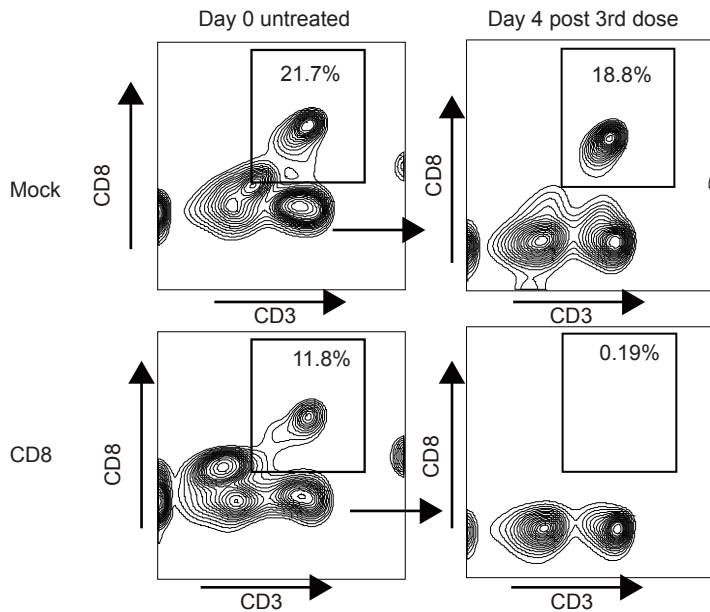 Day 0 untreated
Day 4 post 3rd dose
Mock
CD8
21.7%
CD3
CD8
18.8%
CD3
CD8
CD8
11.8%
CD3
CD8
0.19%
CD3